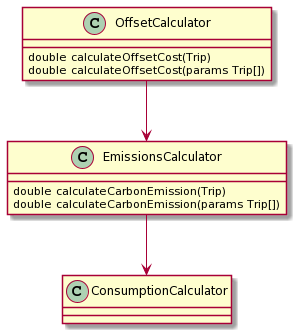 C OffsetCalculator
double calculateOffsetCost(Trip)
double calculateOffsetCost(params Trip[])
C EmissionsCalculator
double calculateCarbonEmission(Trip)
double calculateCarbonEmission(params Trip[])
C ConsumptionCalculator